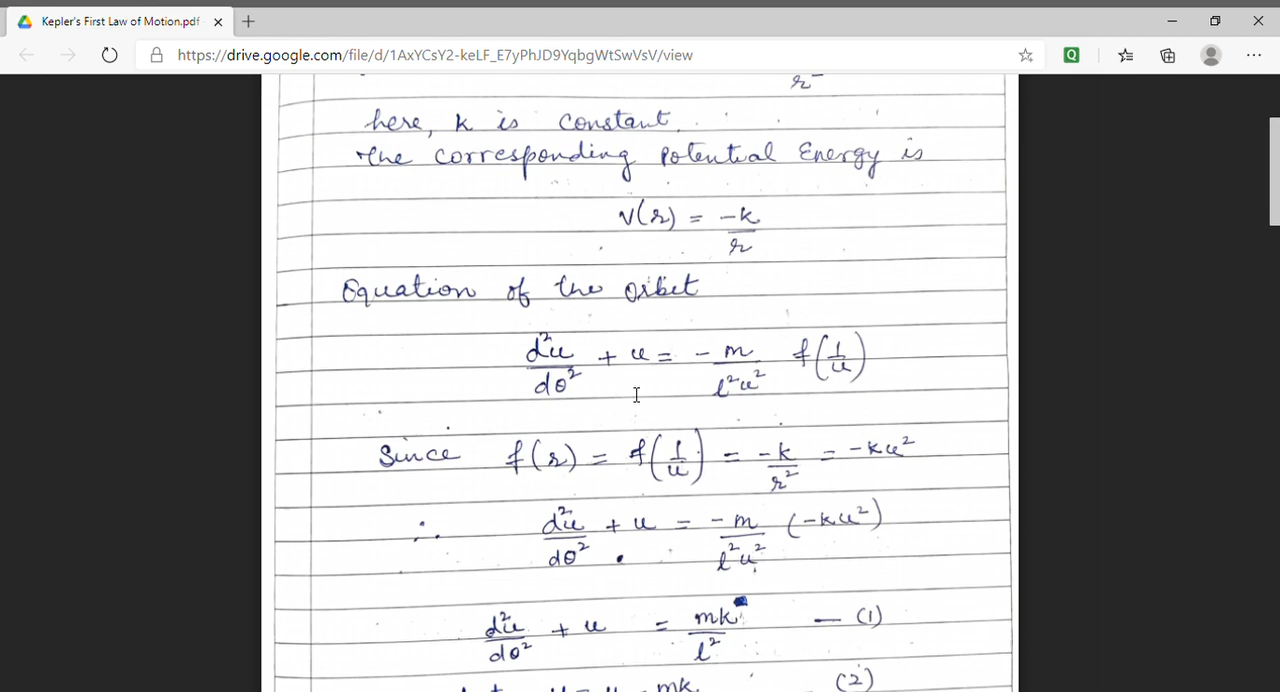 Kepler's First Law of Motion.pdf
https://drive.google.com/file/d/1AxYCsY2-keLF_E7yPhJD9YqbgWtSwVsV/view
r²
here, k is constant.
The corresponding potential Energy is
V(r) = -k/r
Equation of the orbit
d²u/dθ² + u = - m/l²u² f(1/u)
Since f(r) = f(1/u) = -k/r² = -ku²
∴ d²u/dθ² + u = -m/l²u² (-ku²)
d²u/dθ² + u = mk/l² — (1)
mk (2)